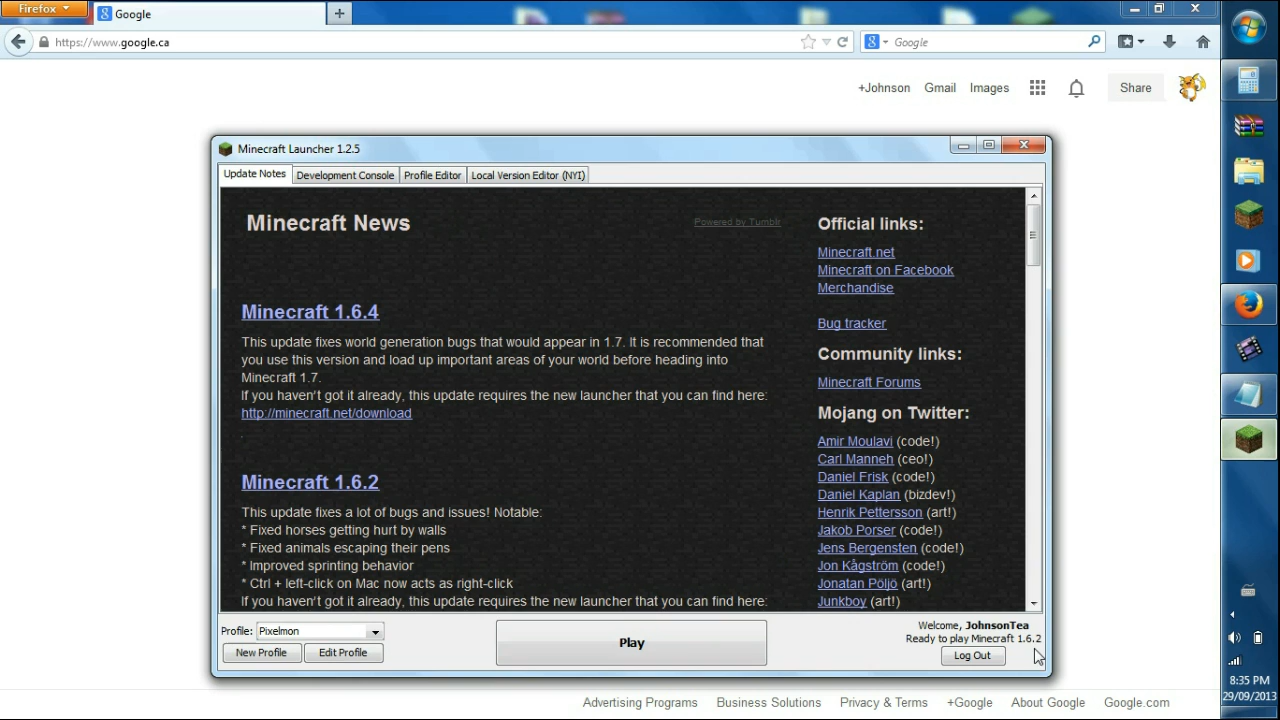 Firefox
Google
https://www.google.ca
Google
+Johnson
Gmail
Images
Share
Minecraft Launcher 1.2.5
Update Notes
Development Console
Profile Editor
Local Version Editor (NYI)
Minecraft News
Powered by Tumblr
Minecraft 1.6.4
This update fixes world generation bugs that would appear in 1.7. It is recommended that
you use this version and load up important areas of your world before heading into
Minecraft 1.7.
If you haven't got it already, this update requires the new launcher that you can find here:
http://minecraft.net/download
Minecraft 1.6.2
This update fixes a lot of bugs and issues! Notable:
* Fixed horses getting hurt by walls
* Fixed animals escaping their pens
* Improved sprinting behavior
* Ctrl + left-click on Mac now acts as right-click
If you haven't got it already, this update requires the new launcher that you can find here:
Official links:
Minecraft.net
Minecraft on Facebook
Merchandise
Bug tracker
Community links:
Minecraft Forums
Mojang on Twitter:
Amir Moulavi (code!)
Carl Manneh (ceo!)
Daniel Frisk (code!)
Daniel Kaplan (bizdev!)
Henrik Pettersson (art!)
Jakob Porser (code!)
Jens Bergensten (code!)
Jon Kågström (code!)
Jonatan Pöljö (art!)
Junkboy (art!)
Profile:
Pixelmon
New Profile
Edit Profile
Play
Welcome, JohnsonTea
Ready to play Minecraft 1.6.2
Log Out
Advertising Programs
Business Solutions
Privacy & Terms
+Google
About Google
Google.com
8:35 PM
29/09/2013